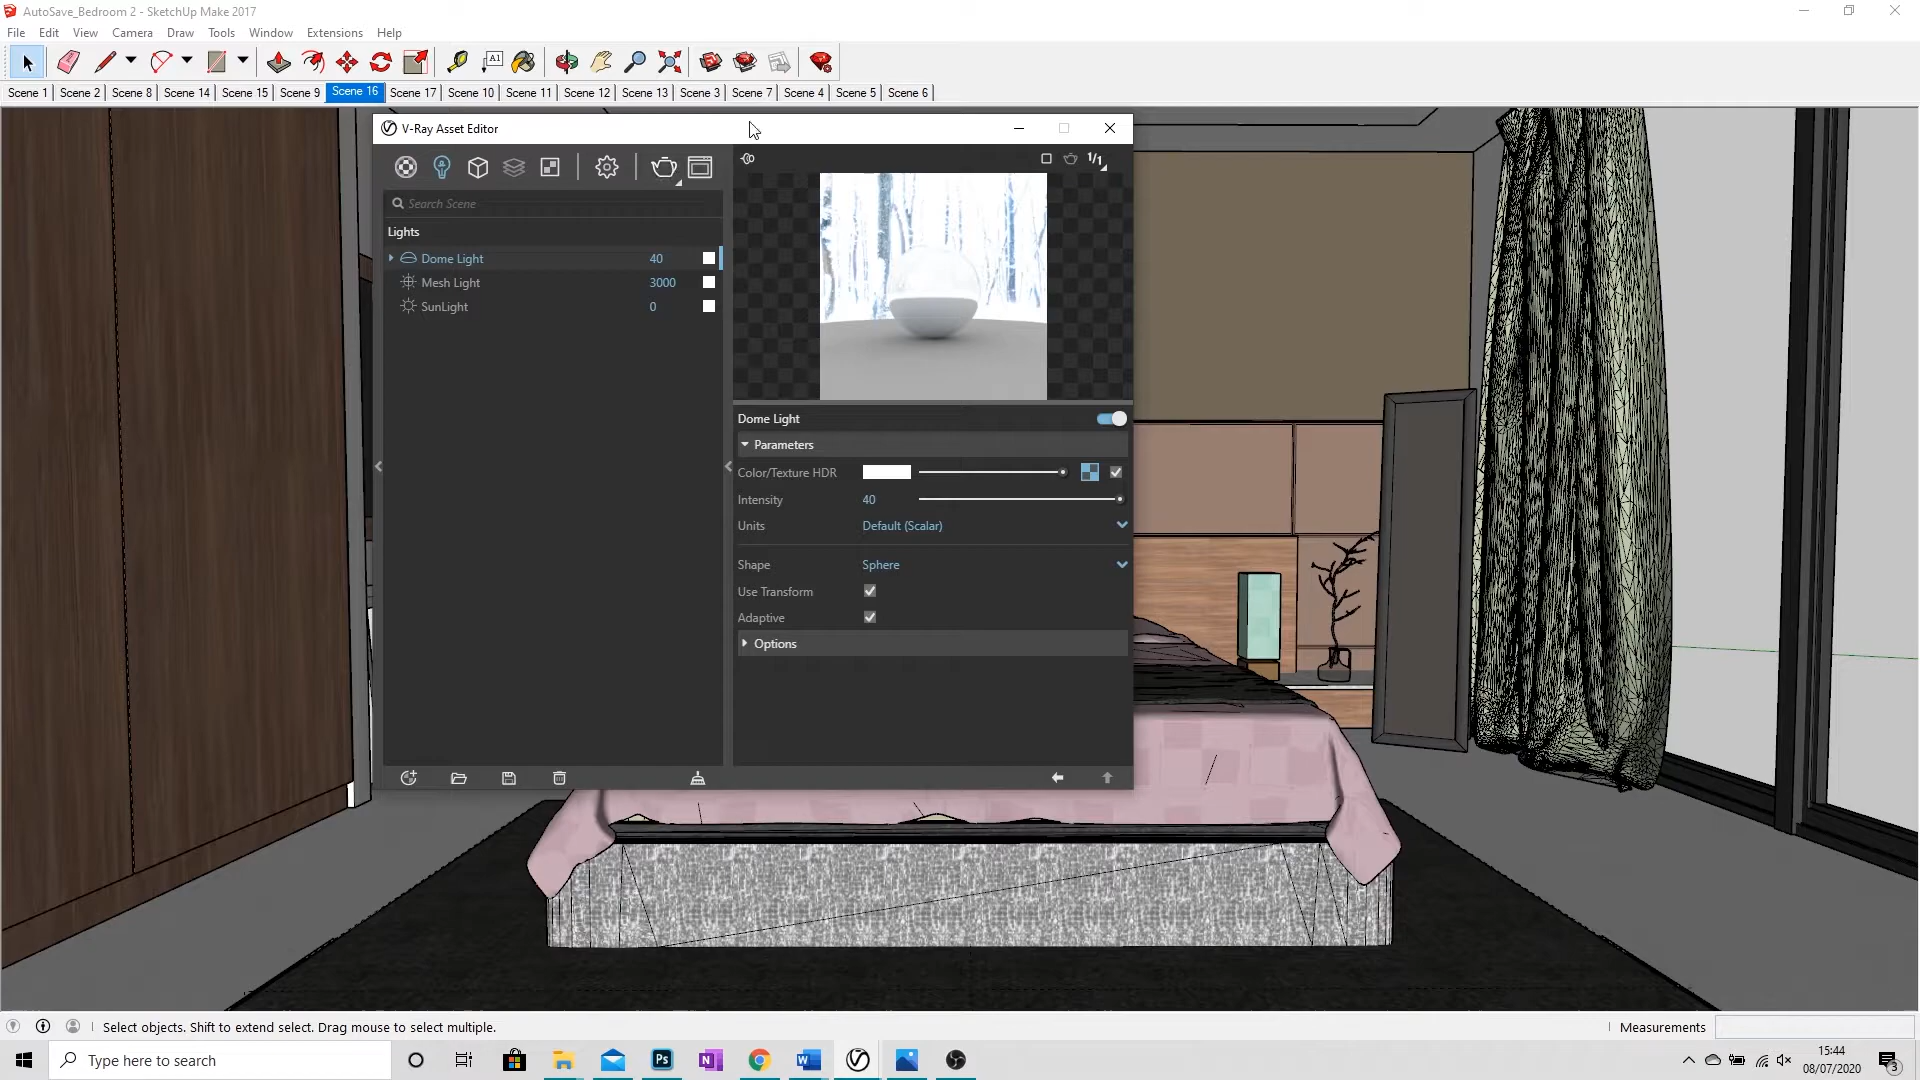 AutoSave_Bedroom 2 - SketchUp Make 2017
File Edit View Camera Draw Tools Window Extensions Help
A1
Scene 1 Scene 2 Scene 8 Scene 14 Scene 15 Scene 9 Scene 16 Scene 17 Scene 10 Scene 11 Scene 12 Scene 13 Scene 3 Scene 7 Scene 4 Scene 5 Scene 6
V-Ray Asset Editor
1/1
Search Scene
Lights
Dome Light 40
Mesh Light 3000
SunLight 0
Dome Light
Parameters
Color/Texture HDR
Intensity 40
Units Default (Scalar)
Shape Sphere
Use Transform
Adaptive
Options
Select objects. Shift to extend select. Drag mouse to select multiple.
Measurements
Type here to search
Ps
N
W
15:44
08/07/2020
3